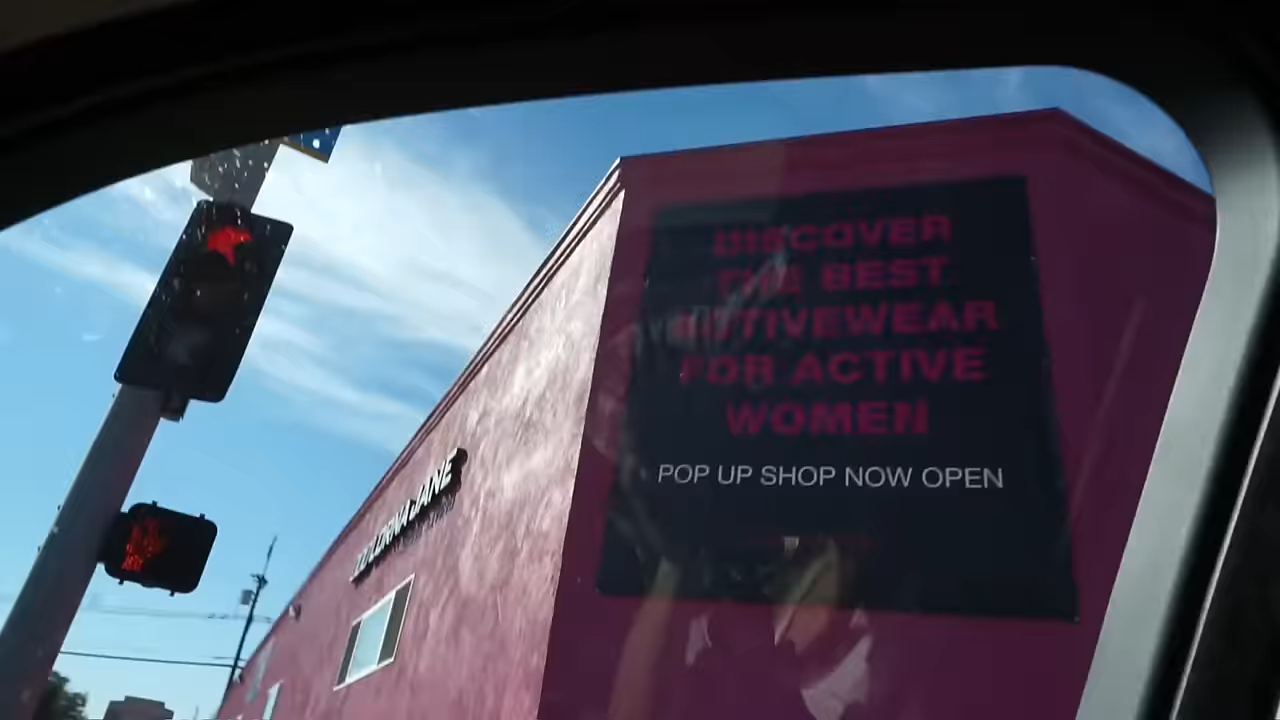 LORNA JANE
DISCOVER
THE BEST
ACTIVEWEAR
FOR ACTIVE
WOMEN
POP UP SHOP NOW OPEN